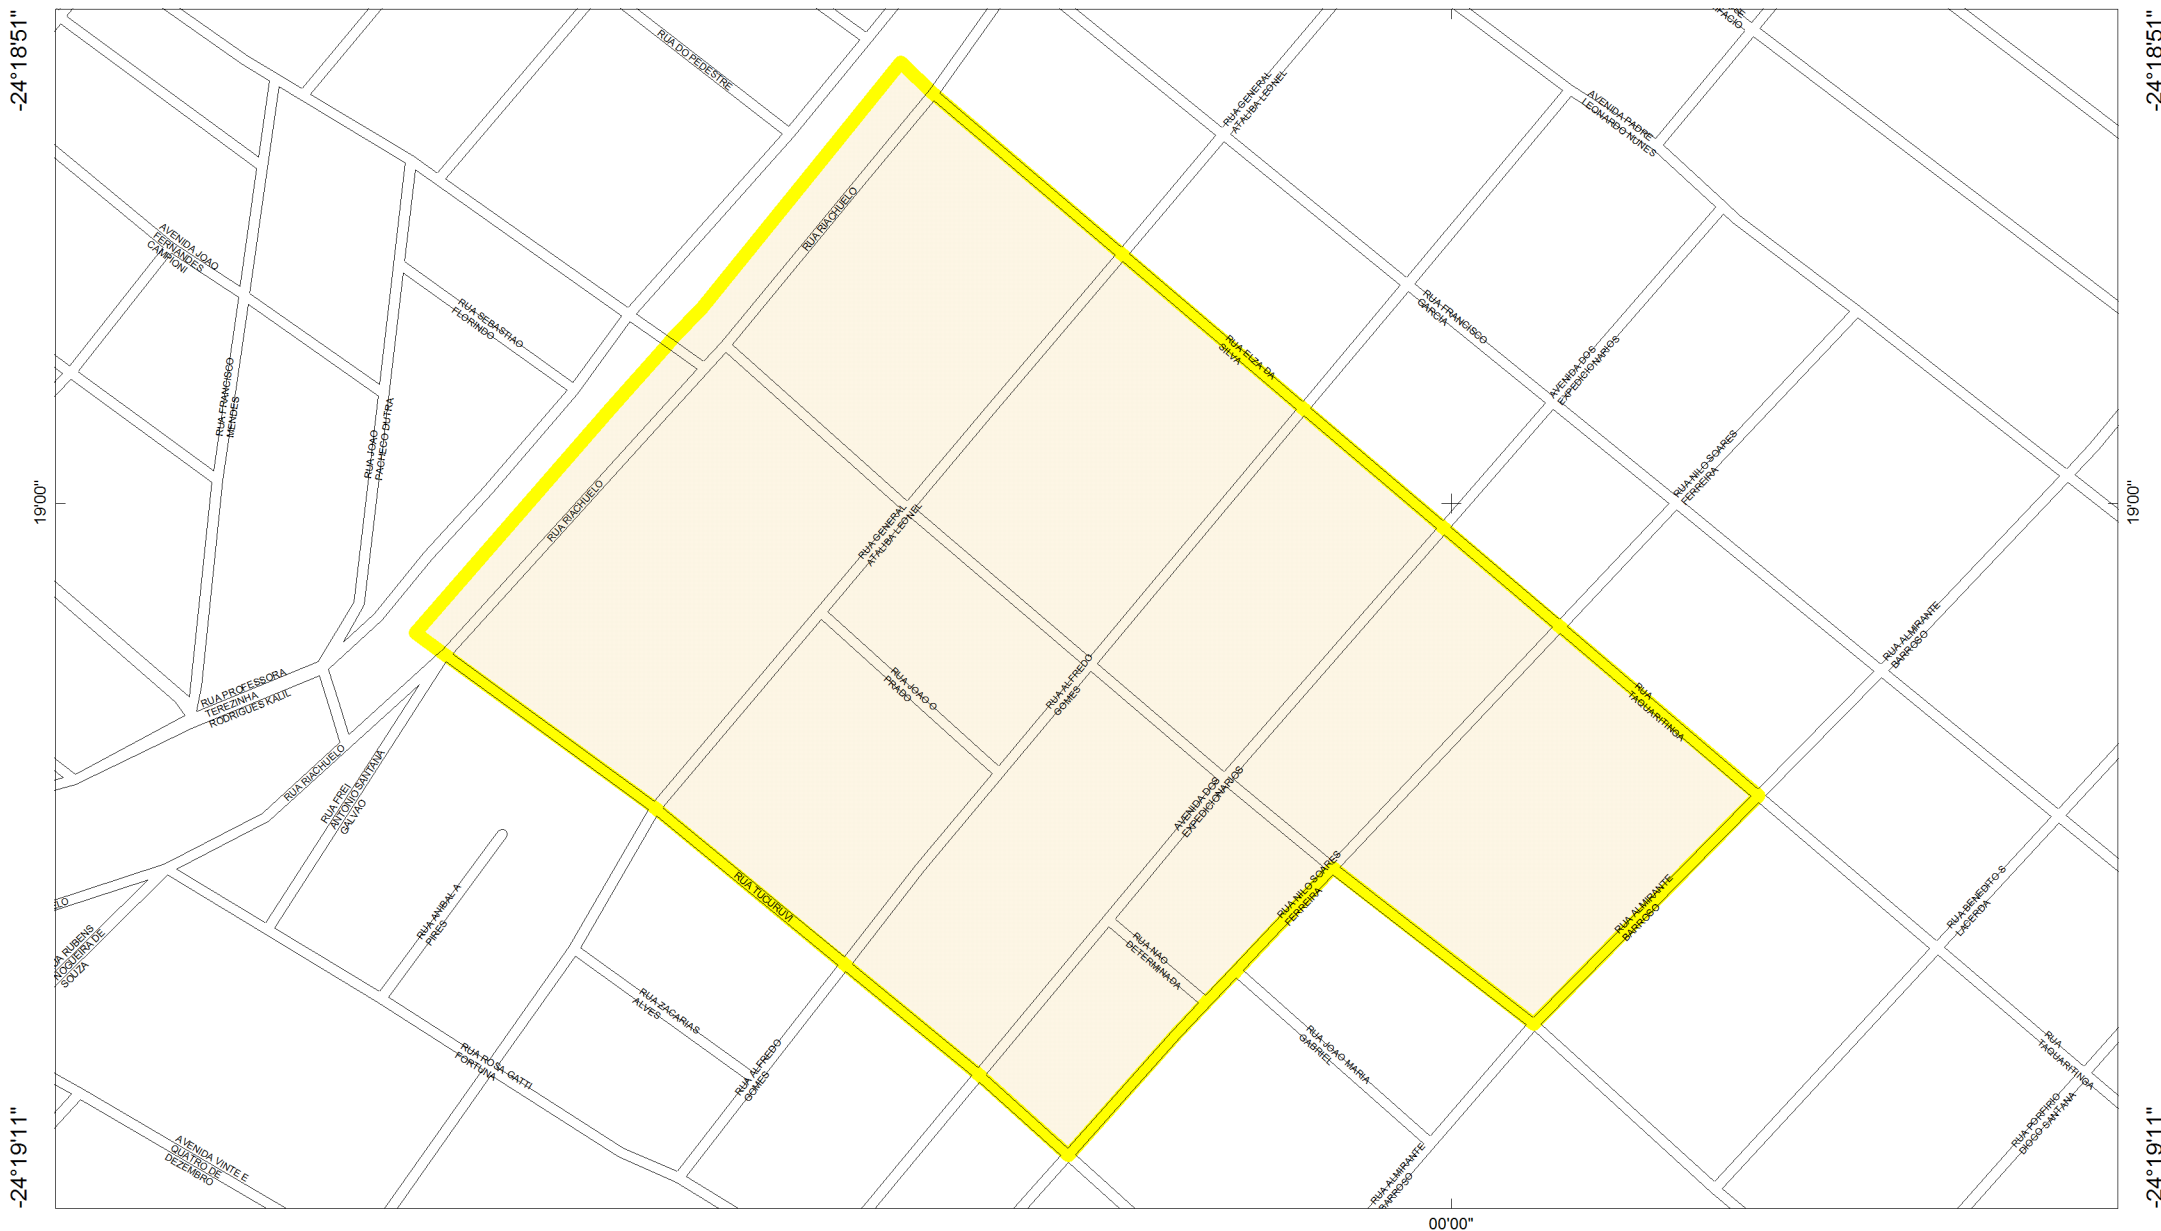 -24°18'51"
-24°18'51"
RUA DO PEDESTRE
RUA GENERAL
ATALIBA LEONEL
AVENIDA PADRE
LEONARDO NUNES
RUA RIACHUELO
AVENIDA JOAO
FERNANDES
CAMPIONI
RUA SEBASTIAO
FLORINDO
RUA FRANCISCO
GARCIA
RUA ELZA DA
SILVA
AVENIDA DOS
EXPEDICIONARIOS
RUA FRANCISCO
MENDES
RUA JOAO
PACHECO DUTRA
RUA NILO SOARES
FERREIRA
19'00"
19'00"
RUA RIACHUELO
RUA GENERAL
ATALIBA LEONEL
RUA ALMIRANTE
BARROSO
RUA JOAO O
PRADO
RUA ALFREDO
GOMES
RUA
TAQUARITINGA
RUA PROFESSORA
TEREZINHA
RODRIGUES KALIL
RUA RIACHUELO
RUA FREI
ANTONIO SANTANA
GALVAO
AVENIDA DOS
EXPEDICIONARIOS
RUA TUCURUVI
RUA NILO SOARES
FERREIRA
RUA ALMIRANTE
BARROSO
RUA BENEDITO S
LACERDA
RUA ANIBAL A
PIRES
ELO
UA RUBENS
NOGUEIRA DE
SOUZA
RUA NAO
DETERMINADA
RUA ZACARIAS
ALVES
RUA JOAO MARIA
GABRIEL
RUA ROSA GATTI
FORTUNA
RUA ALFREDO
GOMES
RUA
TAQUARITINGA
RUA PORFIRIO
DIOGO SANTANA
AVENIDA VINTE E
QUATRO DE
DEZEMBRO
RUA ALMIRANTE
BARROSO
-24°19'11"
-24°19'11"
00'00"